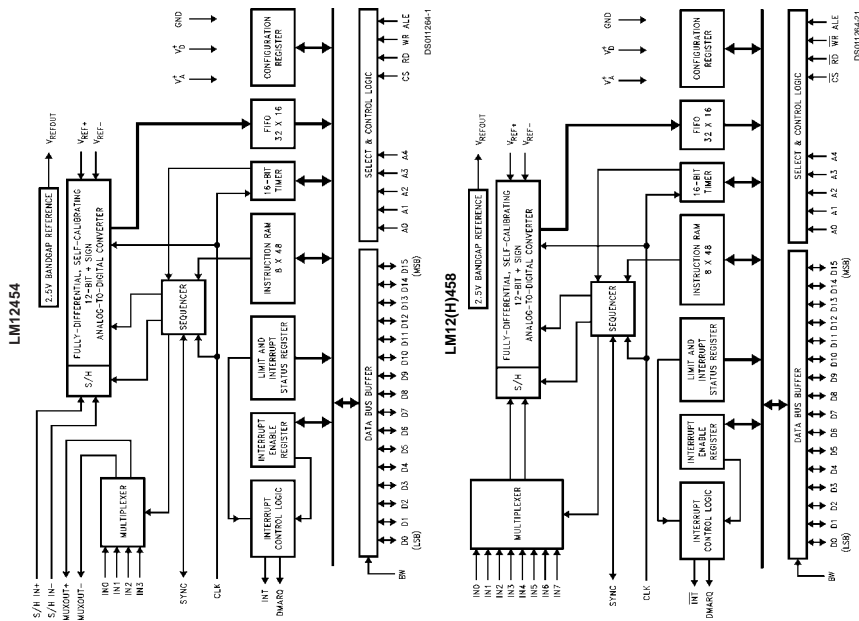 LM12454
2.5V BANDGAP REFERENCE
VREFOUT
VREF+
VREF-
FULLY-DIFFERENTIAL, SELF-CALIBRATING
12-BIT + SIGN
ANALOG-TO-DIGITAL CONVERTER
S/H
S/H IN+
S/H IN-
MUXOUT+
MUXOUT-
IN0
IN1
IN2
IN3
MULTIPLEXER
SEQUENCER
SYNC
CLK
GND
V+D
V+A
CONFIGURATION
REGISTER
FIFO
32 X 16
16-BIT
TIMER
INSTRUCTION RAM
8 X 48
LIMIT AND
INTERRUPT
STATUS REGISTER
INTERRUPT
ENABLE
REGISTER
INTERRUPT
CONTROL LOGIC
INT
DMARQ
DATA BUS BUFFER
SELECT & CONTROL LOGIC
BW
D0
(LSB)
D1
D2
D3
D4
D5
D6
D7
D8
D9
D10
D11
D12
D13
D14
D15
(MSB)
A0
A1
A2
A3
A4
CS
RD
WR
ALE
DS011264-1
LM12(H)458
2.5V BANDGAP REFERENCE
VREFOUT
VREF+
VREF-
FULLY-DIFFERENTIAL, SELF-CALIBRATING
12-BIT + SIGN
ANALOG-TO-DIGITAL CONVERTER
S/H
IN0
IN1
IN2
IN3
IN4
IN5
IN6
IN7
MULTIPLEXER
SEQUENCER
SYNC
CLK
GND
V+D
V+A
CONFIGURATION
REGISTER
FIFO
32 X 16
16-BIT
TIMER
INSTRUCTION RAM
8 X 48
LIMIT AND
INTERRUPT
STATUS REGISTER
INTERRUPT
ENABLE
REGISTER
INTERRUPT
CONTROL LOGIC
INT
DMARQ
DATA BUS BUFFER
SELECT & CONTROL LOGIC
BW
D0
(LSB)
D1
D2
D3
D4
D5
D6
D7
D8
D9
D10
D11
D12
D13
D14
D15
(MSB)
A0
A1
A2
A3
A4
CS
RD
WR
ALE
DS011264-21